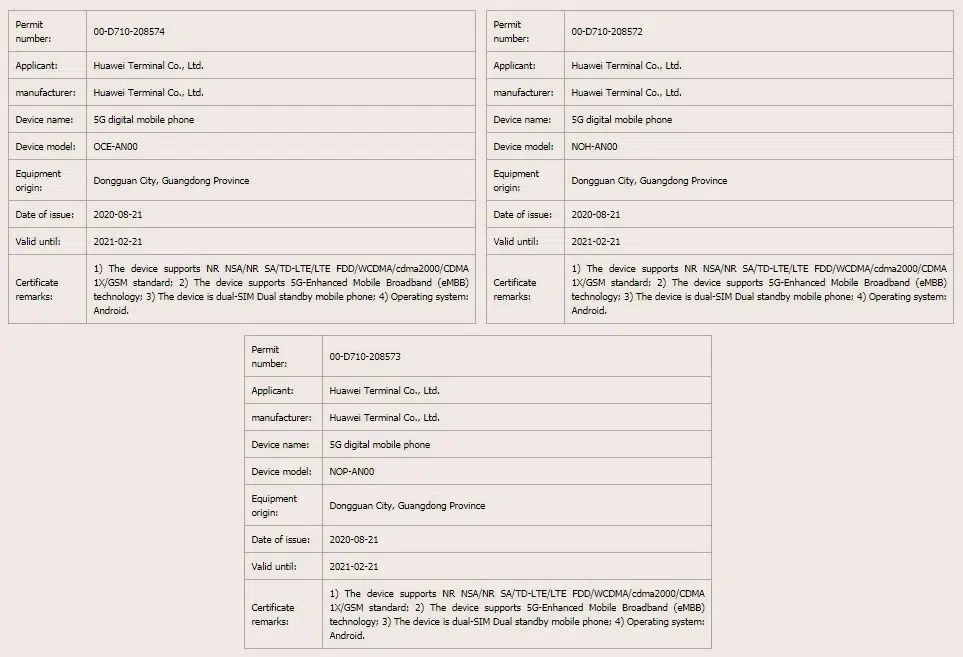 Permit
number:
00-D710-208574
Applicant:
Huawei Terminal Co., Ltd.
manufacturer:
Huawei Terminal Co., Ltd.
Device name:
5G digital mobile phone
Device model:
OCE-AN00
Equipment
origin:
Dongguan City, Guangdong Province
Date of issue:
2020-08-21
Valid until:
2021-02-21
Certificate
remarks:
1) The device supports NR NSA/NR SA/TD-LTE/LTE FDD/WCDMA/cdma2000/CDMA
1X/GSM standard; 2) The device supports 5G-Enhanced Mobile Broadband (eMBB)
technology; 3) The device is dual-SIM Dual standby mobile phone; 4) Operating system:
Android.
Permit
number:
00-D710-208572
Applicant:
Huawei Terminal Co., Ltd.
manufacturer:
Huawei Terminal Co., Ltd.
Device name:
5G digital mobile phone
Device model:
NOH-AN00
Equipment
origin:
Dongguan City, Guangdong Province
Date of issue:
2020-08-21
Valid until:
2021-02-21
Certificate
remarks:
1) The device supports NR NSA/NR SA/TD-LTE/LTE FDD/WCDMA/cdma2000/CDMA
1X/GSM standard; 2) The device supports 5G-Enhanced Mobile Broadband (eMBB)
technology; 3) The device is dual-SIM Dual standby mobile phone; 4) Operating system:
Android.
Permit
number:
00-D710-208573
Applicant:
Huawei Terminal Co., Ltd.
manufacturer:
Huawei Terminal Co., Ltd.
Device name:
5G digital mobile phone
Device model:
NOP-AN00
Equipment
origin:
Dongguan City, Guangdong Province
Date of issue:
2020-08-21
Valid until:
2021-02-21
Certificate
remarks:
1) The device supports NR NSA/NR SA/TD-LTE/LTE FDD/WCDMA/cdma2000/CDMA
1X/GSM standard; 2) The device supports 5G-Enhanced Mobile Broadband (eMBB)
technology; 3) The device is dual-SIM Dual standby mobile phone; 4) Operating system:
Android.